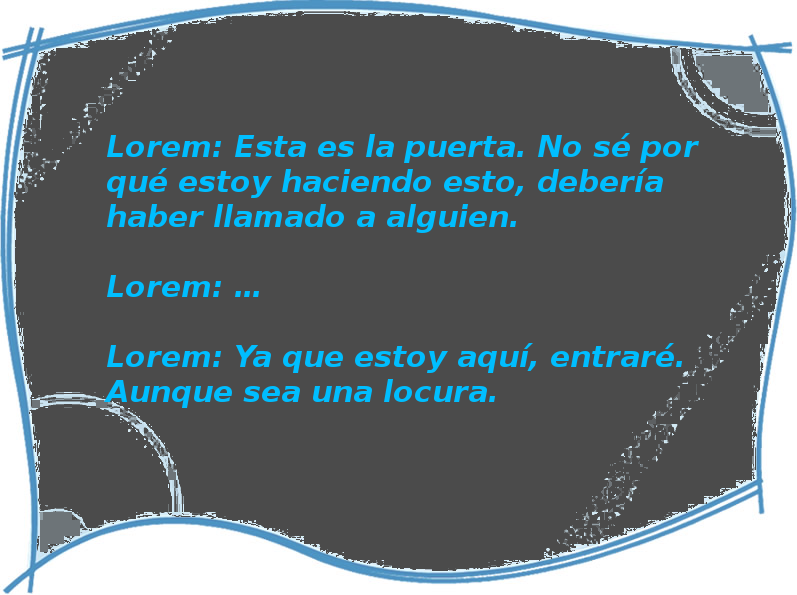 Lorem: Esta es la puerta. No sé por
qué estoy haciendo esto, debería
haber llamado a alguien.
Lorem: …
Lorem: Ya que estoy aquí, entraré.
Aunque sea una locura.